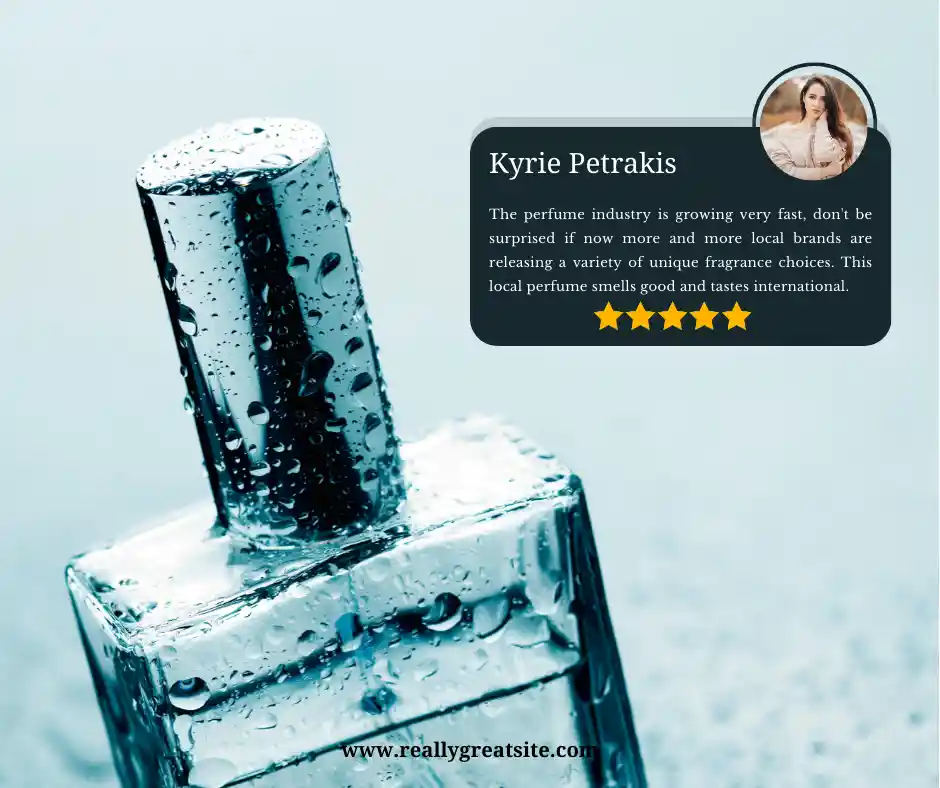 Kyrie Petrakis
The perfume industry is growing very fast, don't be
surprised if now more and more local brands are
releasing a variety of unique fragrance choices. This
local perfume smells good and tastes international.
www.reallygreatsite.com